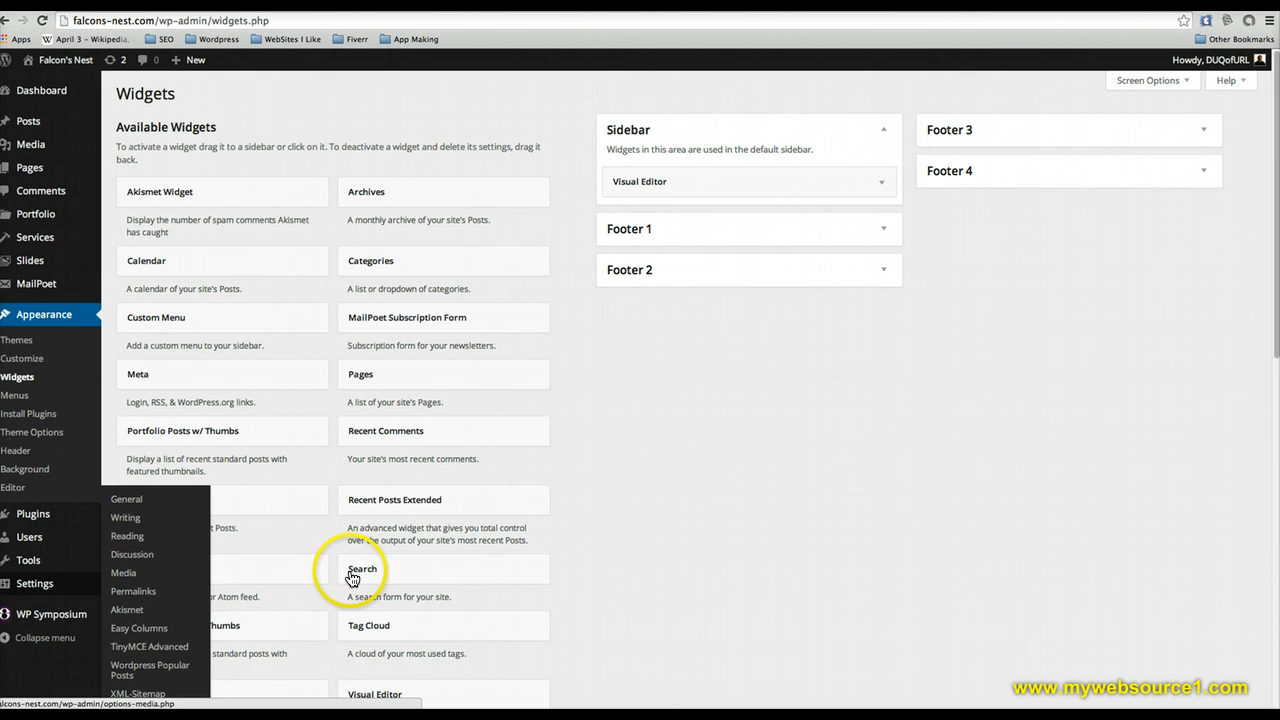 falcons-nest.com/wp-admin/widgets.php
Apps
April 3 - Wikipedia,
SEO
Wordpress
WebSites I Like
Fiverr
App Making
Other Bookmarks
Falcon's Nest
2
0
New
Howdy, DUQofURL
Dashboard
Posts
Media
Pages
Comments
Portfolio
Services
Slides
MailPoet
Appearance
Themes
Customize
Widgets
Menus
Install Plugins
Theme Options
Header
Background
Editor
Plugins
Users
Tools
Settings
WP Symposium
Collapse menu
General
Writing
Reading
Discussion
Media
Permalinks
Akismet
Easy Columns
TinyMCE Advanced
Wordpress Popular
Posts
XML-Sitemap
Screen Options
Help
Widgets
Available Widgets
To activate a widget drag it to a sidebar or click on it. To deactivate a widget and delete its settings, drag it
back.
Akismet Widget
Display the number of spam comments Akismet
has caught
Archives
A monthly archive of your site's Posts.
Calendar
A calendar of your site's Posts.
Categories
A list or dropdown of categories.
Custom Menu
Add a custom menu to your sidebar.
MailPoet Subscription Form
Subscription form for your newsletters.
Meta
Login, RSS, & WordPress.org links.
Pages
A list of your site's Pages.
Portfolio Posts w/ Thumbs
Display a list of recent standard posts with
featured thumbnails.
Recent Comments
Your site's most recent comments.
t Posts.
Recent Posts Extended
An advanced widget that gives you total control
over the output of your site's most recent Posts.
or Atom feed.
Search
A search form for your site.
Thumbs
standard posts with
Tag Cloud
A cloud of your most used tags.
Visual Editor
Sidebar
Widgets in this area are used in the default sidebar.
Visual Editor
Footer 1
Footer 2
Footer 3
Footer 4
falcons-nest.com/wp-admin/options-media.php
www.mywebsource1.com